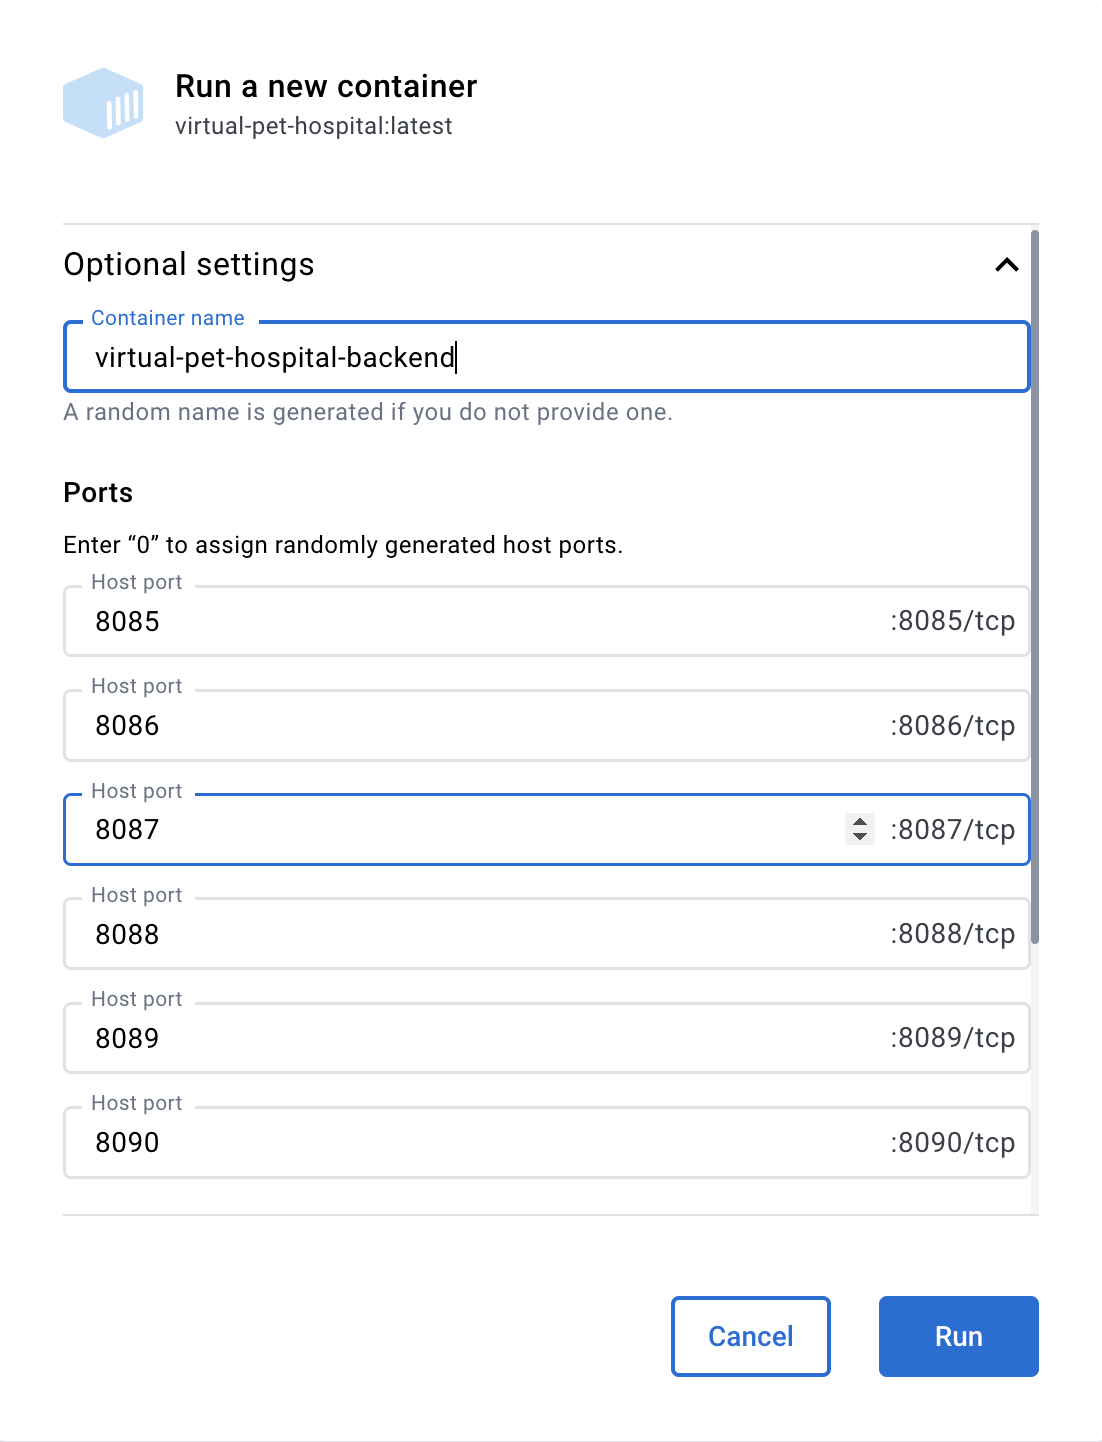 Run a new container
virtual-pet-hospital:latest
Optional settings
Container name
virtual-pet-hospital-backend
A random name is generated if you do not provide one.
Ports
Enter “0” to assign randomly generated host ports.
Host port
8085 :8085/tcp
Host port
8086 :8086/tcp
Host port
8087 :8087/tcp
Host port
8088 :8088/tcp
Host port
8089 :8089/tcp
Host port
8090 :8090/tcp
Cancel Run